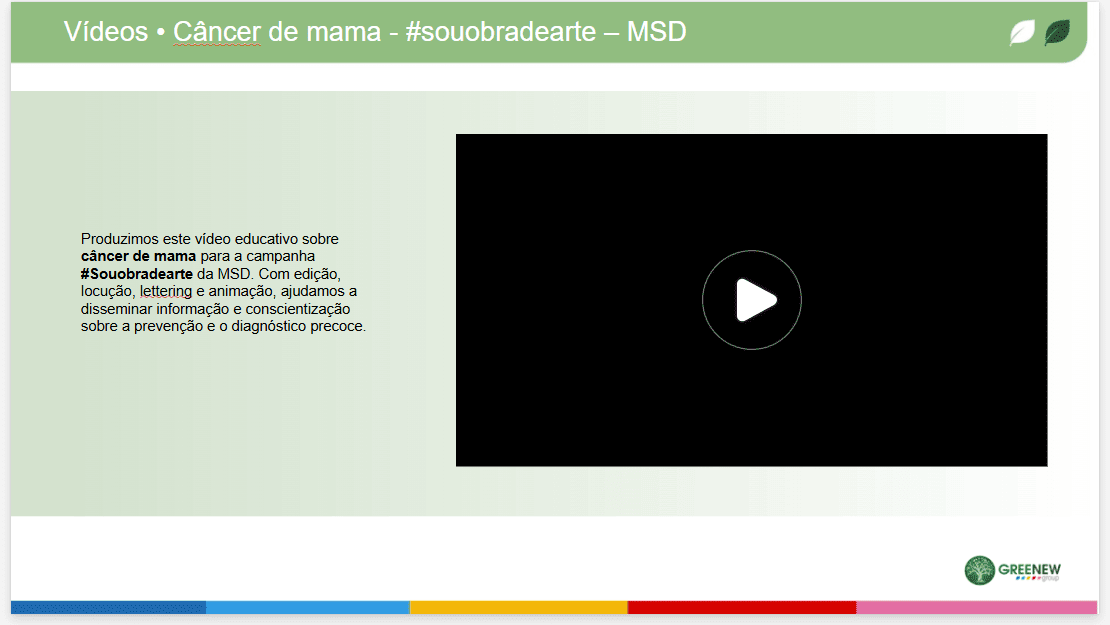 Vídeos • Câncer de mama - #souobradearte – MSD
Produzimos este vídeo educativo sobre
câncer de mama para a campanha
#Souobradearte da MSD. Com edição,
locução, lettering e animação, ajudamos a
disseminar informação e conscientização
sobre a prevenção e o diagnóstico precoce.
GREENEW
group